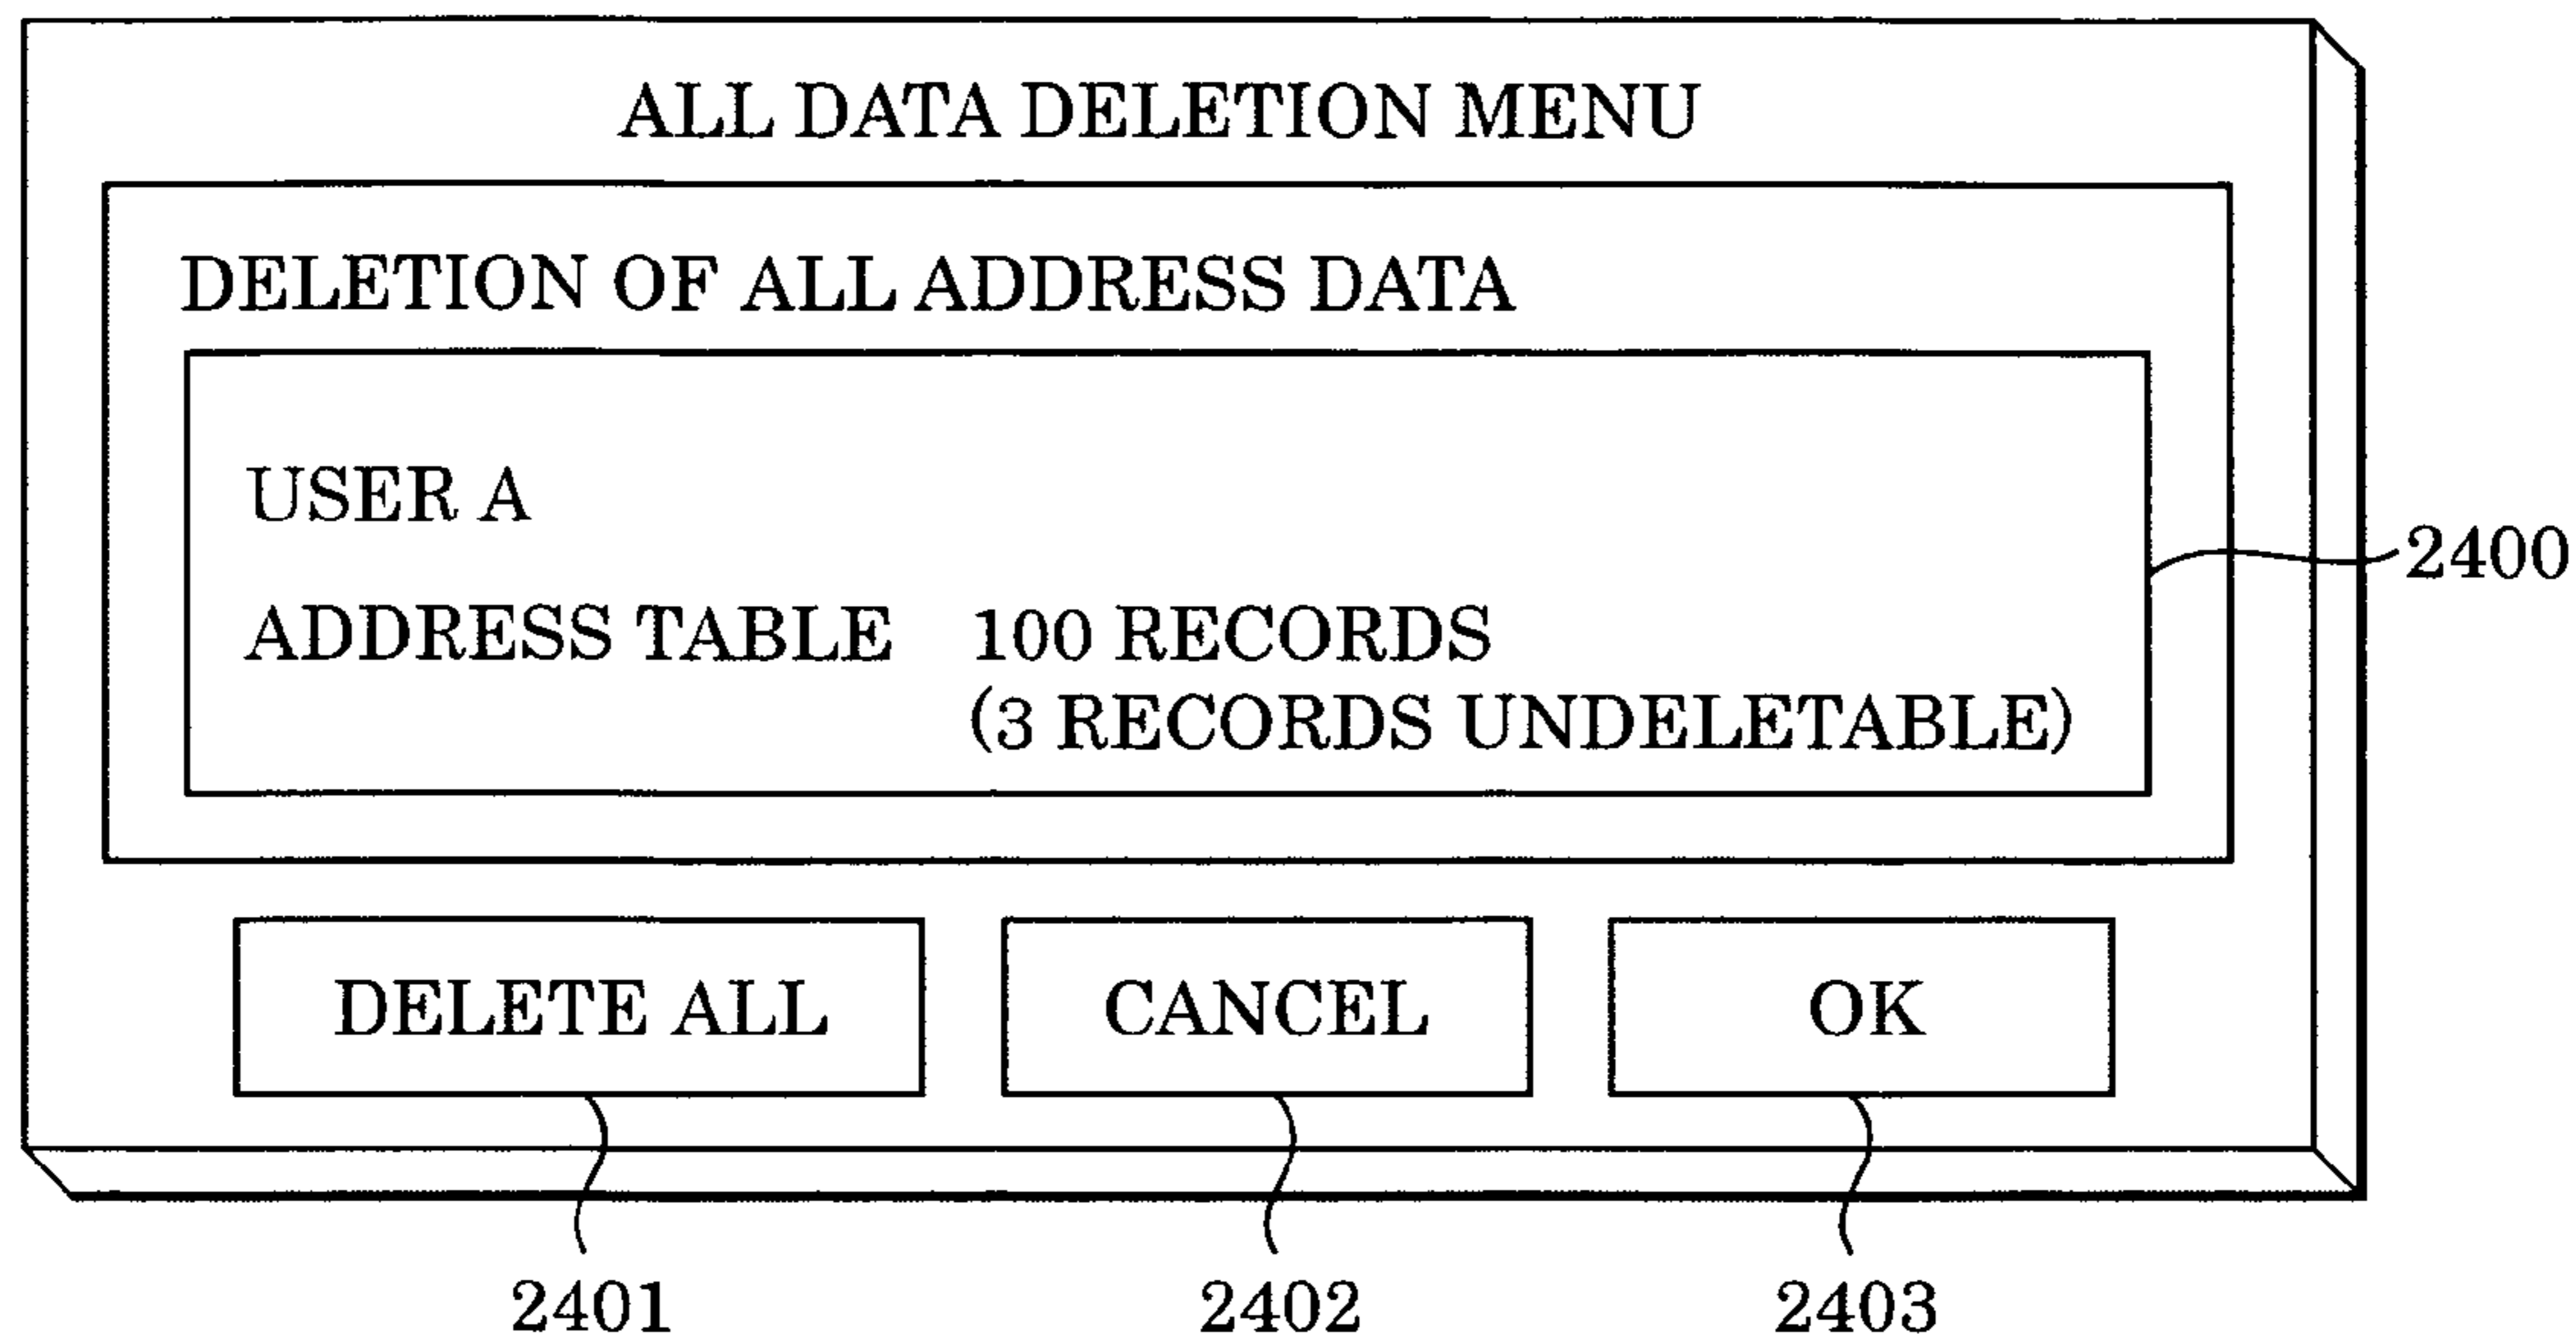 ALL DATA DELETION MENU
DELETION OF ALL ADDRESS DATA
USER A
2400
ADDRESS TABLE 100 RECORDS
(3 RECORDS UNDELETABLE)
DELETE ALL CANCEL OK
2401 2402 2403